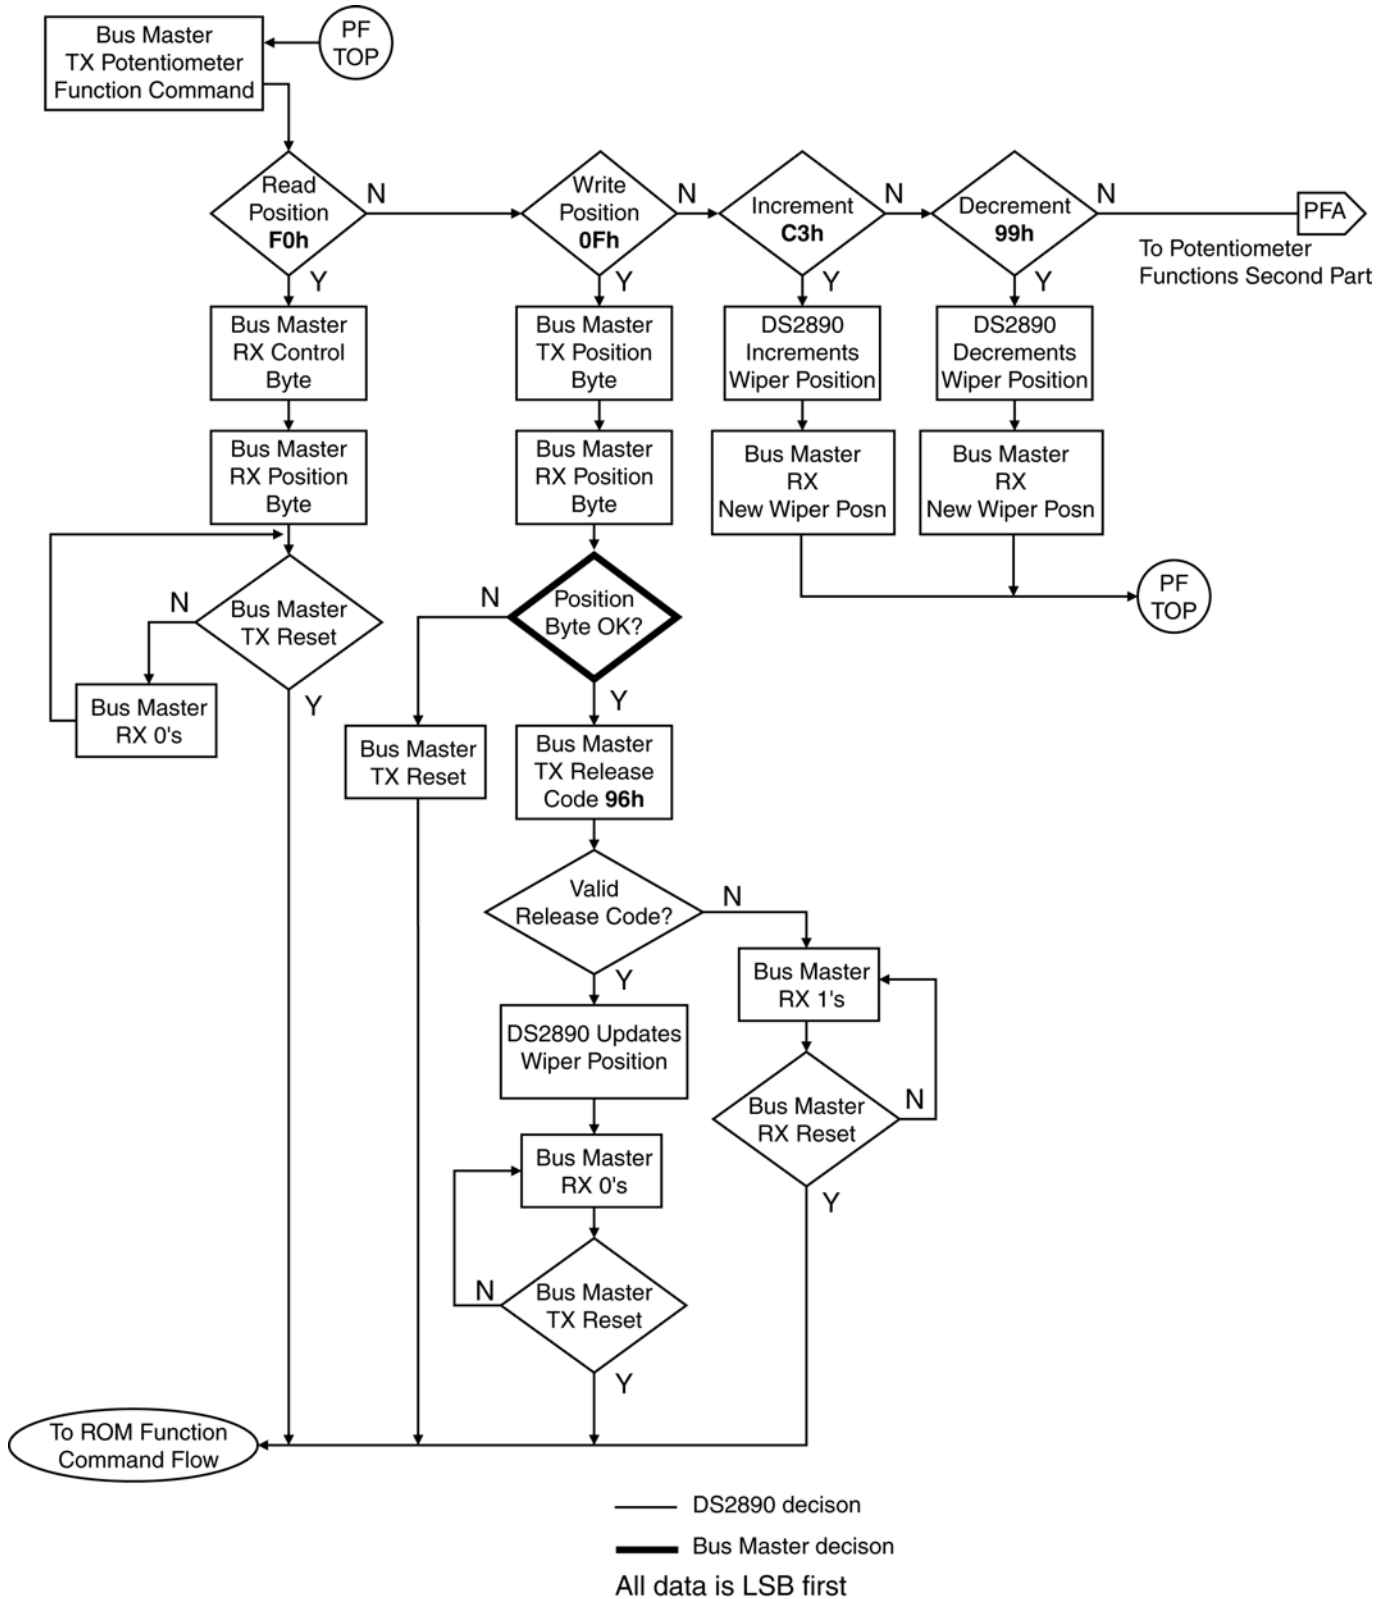 Bus Master
TX Potentiometer
Function Command
PF
TOP
Read
Position
F0h
N
Y
Write
Position
0Fh
N
Y
Increment
C3h
N
Y
Decrement
99h
N
Y
PFA
To Potentiometer
Functions Second Part
Bus Master
RX Control
Byte
Bus Master
TX Position
Byte
DS2890
Increments
Wiper Position
DS2890
Decrements
Wiper Position
Bus Master
RX Position
Byte
Bus Master
RX Position
Byte
Bus Master
RX
New Wiper Posn
Bus Master
RX
New Wiper Posn
Bus Master
TX Reset
N
Y
Position
Byte OK?
N
Y
PF
TOP
Bus Master
RX 0's
Bus Master
TX Reset
Bus Master
TX Release
Code 96h
Valid
Release Code?
N
Y
Bus Master
RX 1's
DS2890 Updates
Wiper Position
Bus Master
RX Reset
N
Y
Bus Master
RX 0's
Bus Master
TX Reset
N
Y
To ROM Function
Command Flow
DS2890 decison
Bus Master decison
All data is LSB first